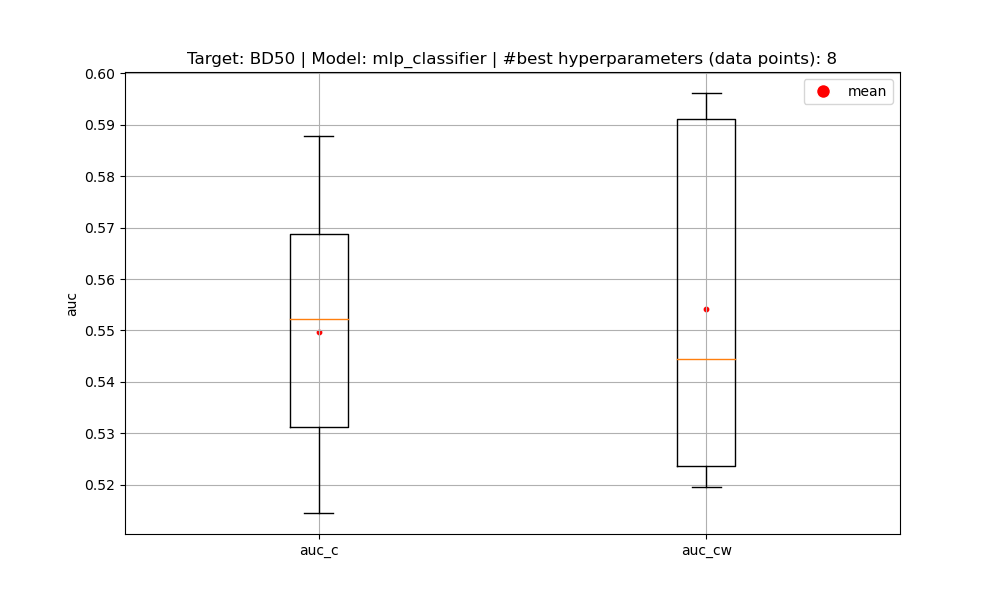 Target: BD50 | Model: mlp_classifier | #best hyperparameters (data points): 8
mean
0.60
0.59
0.58
0.57
0.56
0.55
0.54
0.53
0.52
auc
auc_c
auc_cw